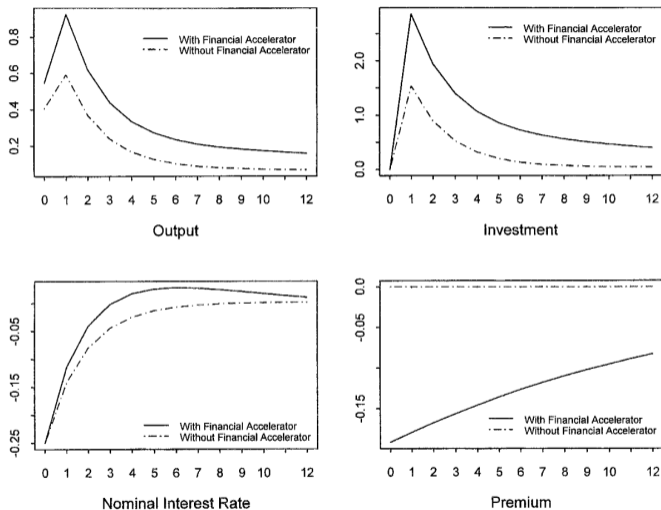 0.8
0.6
0.4
0.2
With Financial Accelerator
Without Financial Accelerator
0 1 2 3 4 5 6 7 8 9 10 12
Output
2.0
1.0
0.0
With Financial Accelerator
Without Financial Accelerator
0 1 2 3 4 5 6 7 8 9 10 12
Investment
-0.05
-0.15
-0.25
With Financial Accelerator
Without Financial Accelerator
0 1 2 3 4 5 6 7 8 9 10 12
Nominal Interest Rate
0.0
-0.05
-0.15
With Financial Accelerator
Without Financial Accelerator
0 1 2 3 4 5 6 7 8 9 10 12
Premium